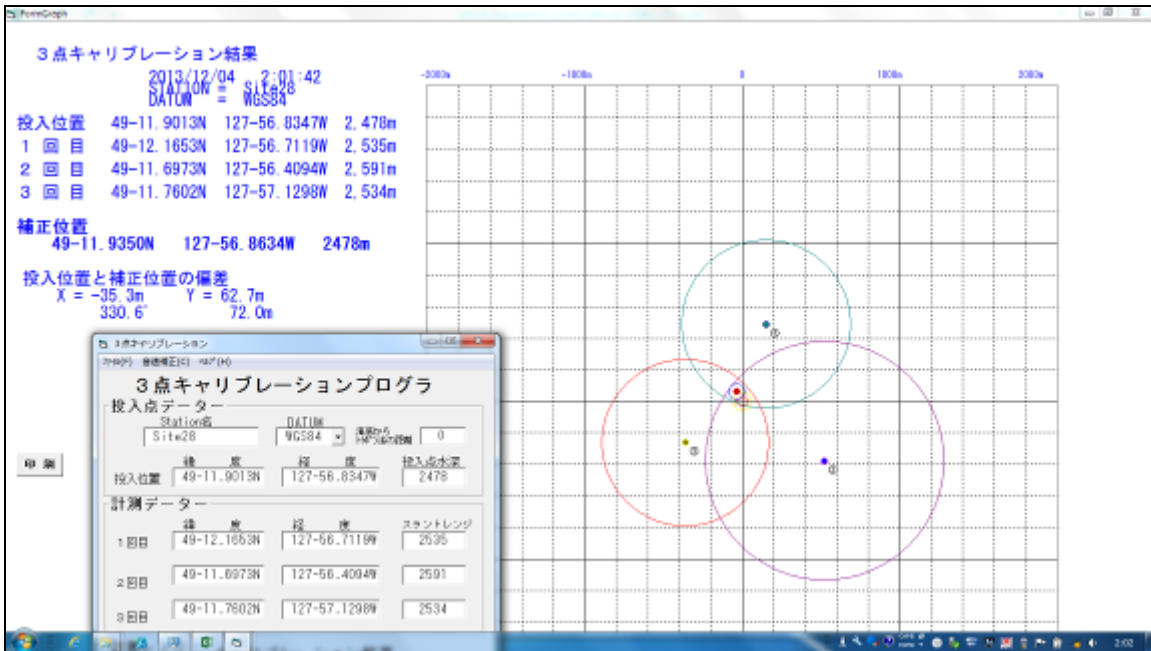 FormGraph
3点キャリブレーション結果
2013/12/04 2:01:42
STATION = Site28
DATUM = WGS84
投入位置 49-11.9013N 127-56.8347W 2,478m
1 回 目 49-12.1653N 127-56.7119W 2,535m
2 回 目 49-11.6973N 127-56.4094W 2,591m
3 回 目 49-11.7602N 127-57.1298W 2,534m
補正位置
49-11.9350N 127-56.8634W 2478m
投入位置と補正位置の偏差
X = -35.3m Y = 62.7m
330.6° 72.0m
-2000m -1000m 0 1000m 2000m
3点キャリブレーション
3点キャリブレーションプログラ
投入点データー
Station名 DATUM
Site28 WGS84 0
緯 度 経 度 投入点水深
投入位置 49-11.9013N 127-56.8347W 2478
計測データー
緯 度 経 度 スラントレンジ
1回目 49-12.1653N 127-56.7119W 2535
2回目 49-11.6973N 127-56.4094W 2591
3回目 49-11.7602N 127-57.1298W 2534
印 刷
2:02